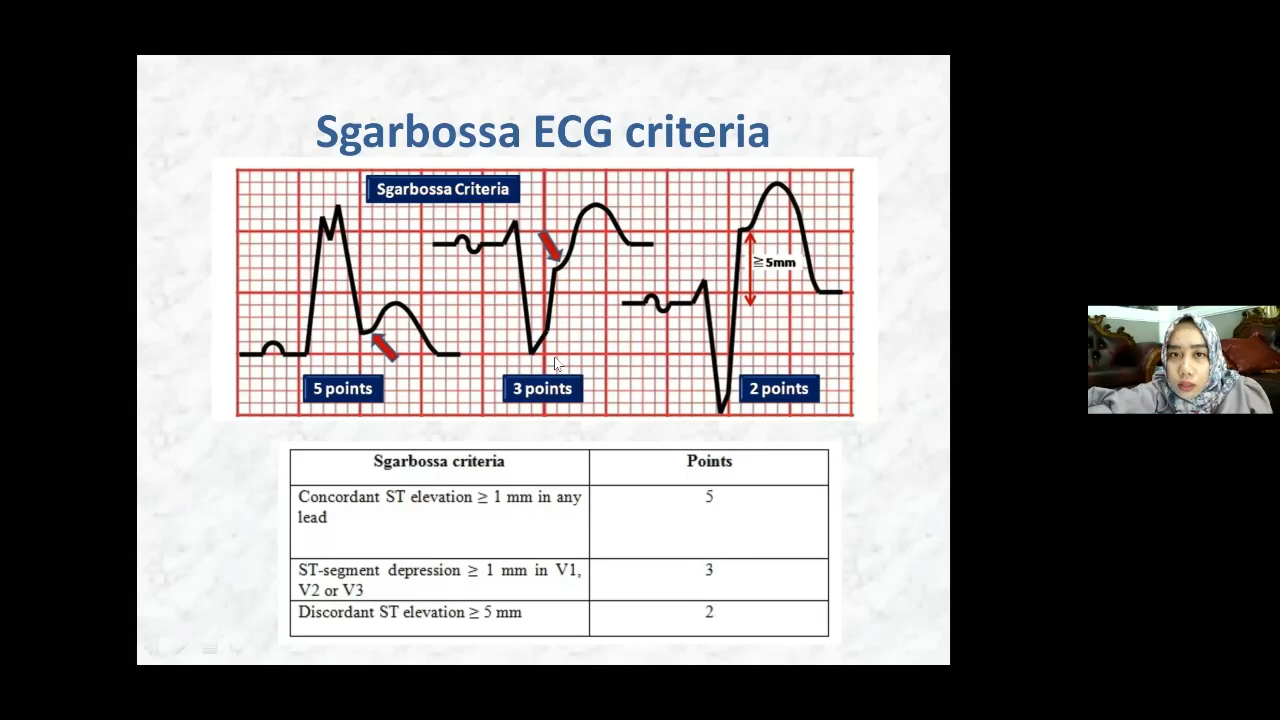 Sgarbossa ECG criteria
Sgarbossa Criteria
≧5mm
5 points
3 points
2 points
Sgarbossa criteria
Points
Concordant ST elevation ≥ 1 mm in any
lead
5
ST-segment depression ≥ 1 mm in V1,
V2 or V3
3
Discordant ST elevation ≥ 5 mm
2